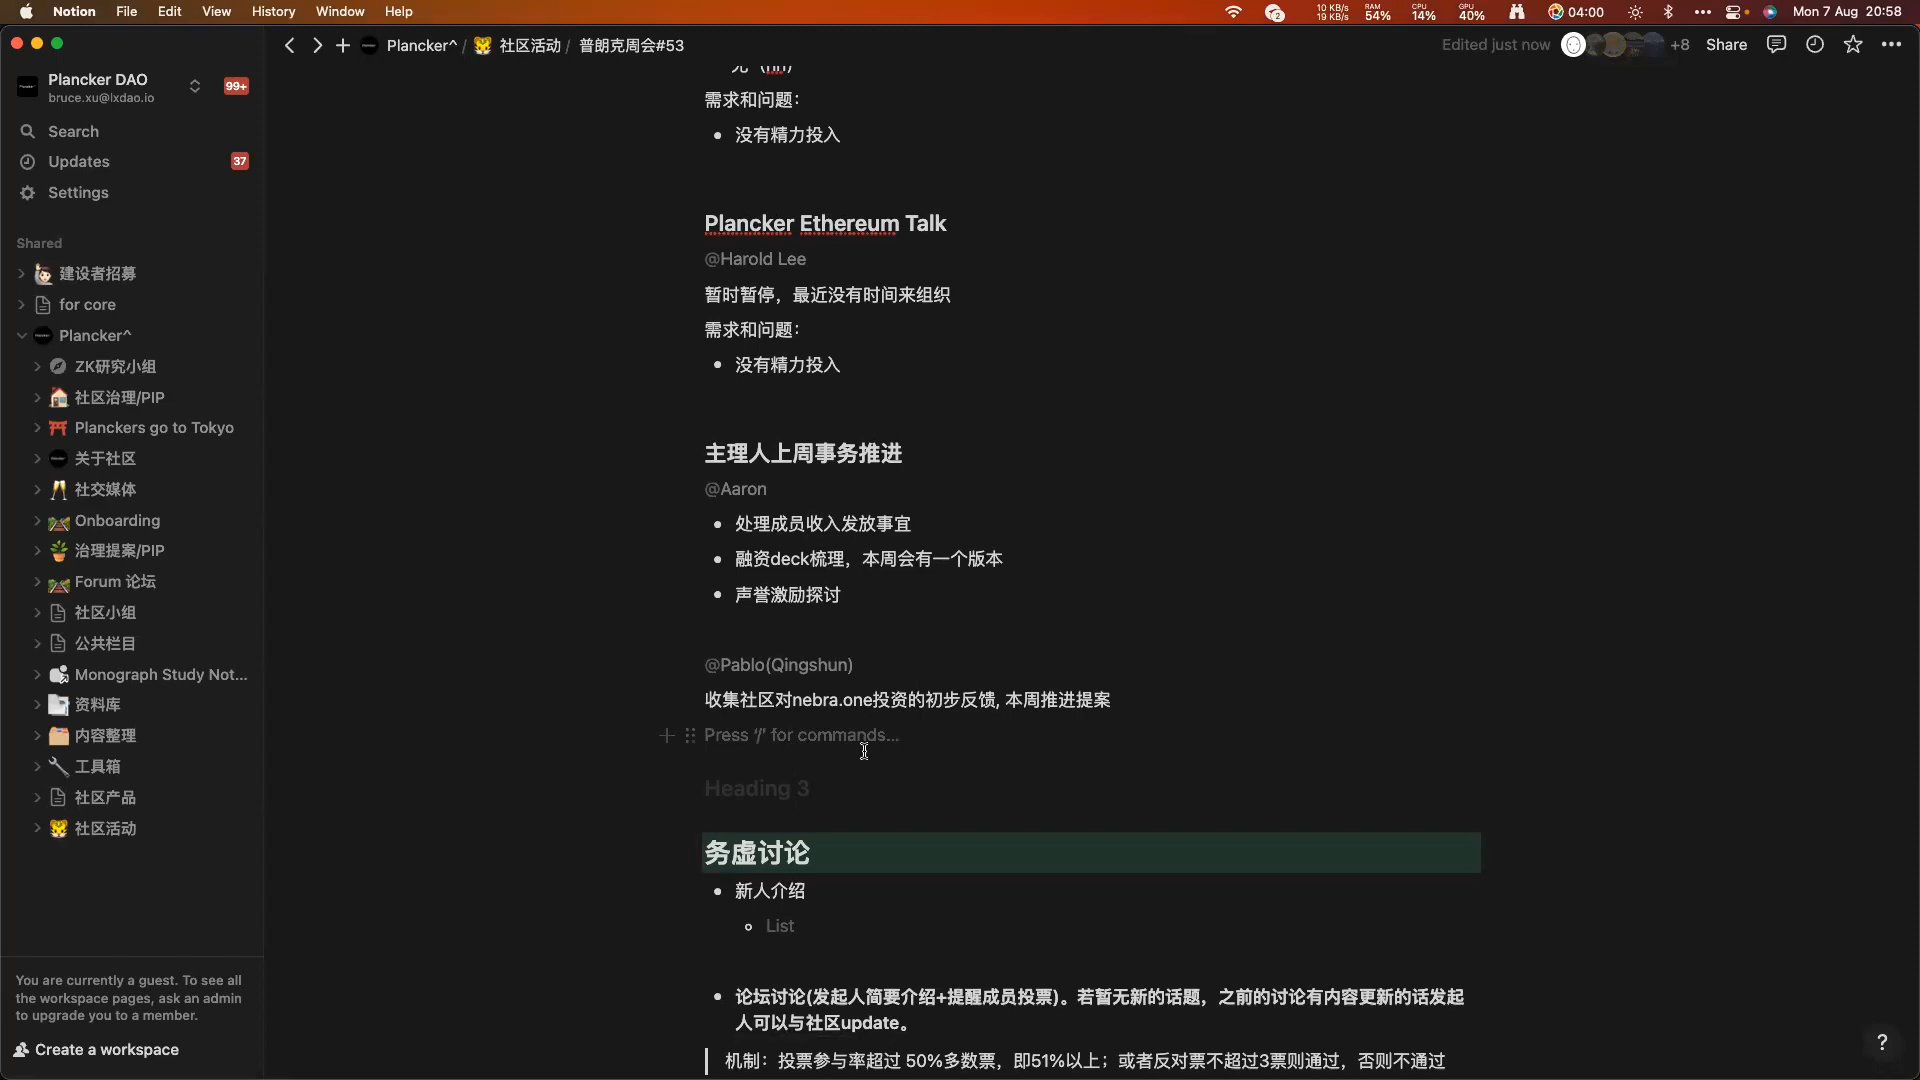 Notion File Edit View History Window Help
2 10 KB/s 19 KB/s RAM 54% CPU 14% GPU 40% 04:00 Mon 7 Aug 20:58
Plancker^ / 社区活动 / 普朗克周会#53
Edited just now +8 Share
Plancker DAO
bruce.xu@lxdao.io
99+
Search
Updates 37
Settings
Shared
建设者招募
for core
Plancker^
ZK研究小组
社区治理/PIP
Planckers go to Tokyo
关于社区
社交媒体
Onboarding
治理提案/PIP
Forum 论坛
社区小组
公共栏目
Monograph Study Not...
资料库
内容整理
工具箱
社区产品
社区活动
You are currently a guest. To see all
the workspace pages, ask an admin
to upgrade you to a member.
Create a workspace
需求和问题：
• 没有精力投入
Plancker Ethereum Talk
@Harold Lee
暂时暂停，最近没有时间来组织
需求和问题：
• 没有精力投入
主理人上周事务推进
@Aaron
• 处理成员收入发放事宜
• 融资deck梳理，本周会有一个版本
• 声誉激励探讨
@Pablo(Qingshun)
收集社区对nebra.one投资的初步反馈, 本周推进提案
Press ‘/’ for commands...
Heading 3
务虚讨论
• 新人介绍
◦ List
• 论坛讨论(发起人简要介绍+提醒成员投票)。若暂无新的话题，之前的讨论有内容更新的话发起
人可以与社区update。
机制：投票参与率超过 50%多数票，即51%以上；或者反对票不超过3票则通过，否则不通过
?